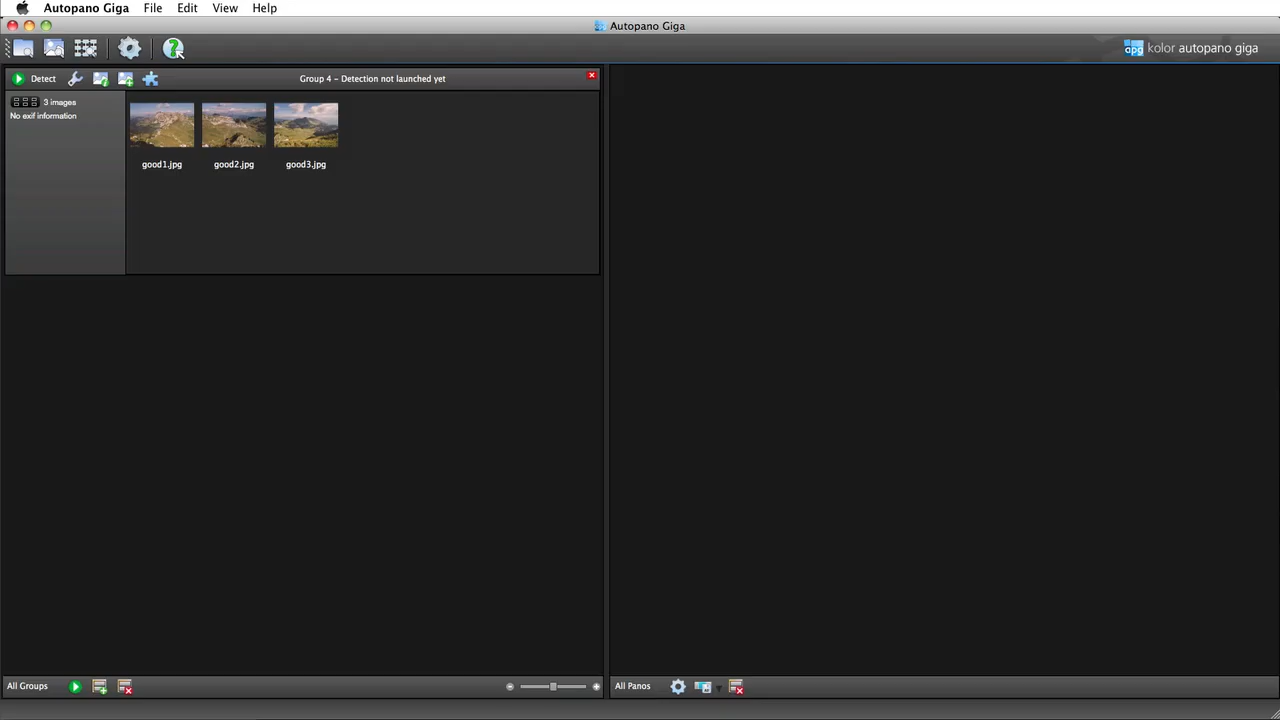 Autopano Giga File Edit View Help
Autopano Giga
apg kolor autopano giga
Detect Group 4 – Detection not launched yet
3 images
No exif information
good1.jpg good2.jpg good3.jpg
All Groups All Panos